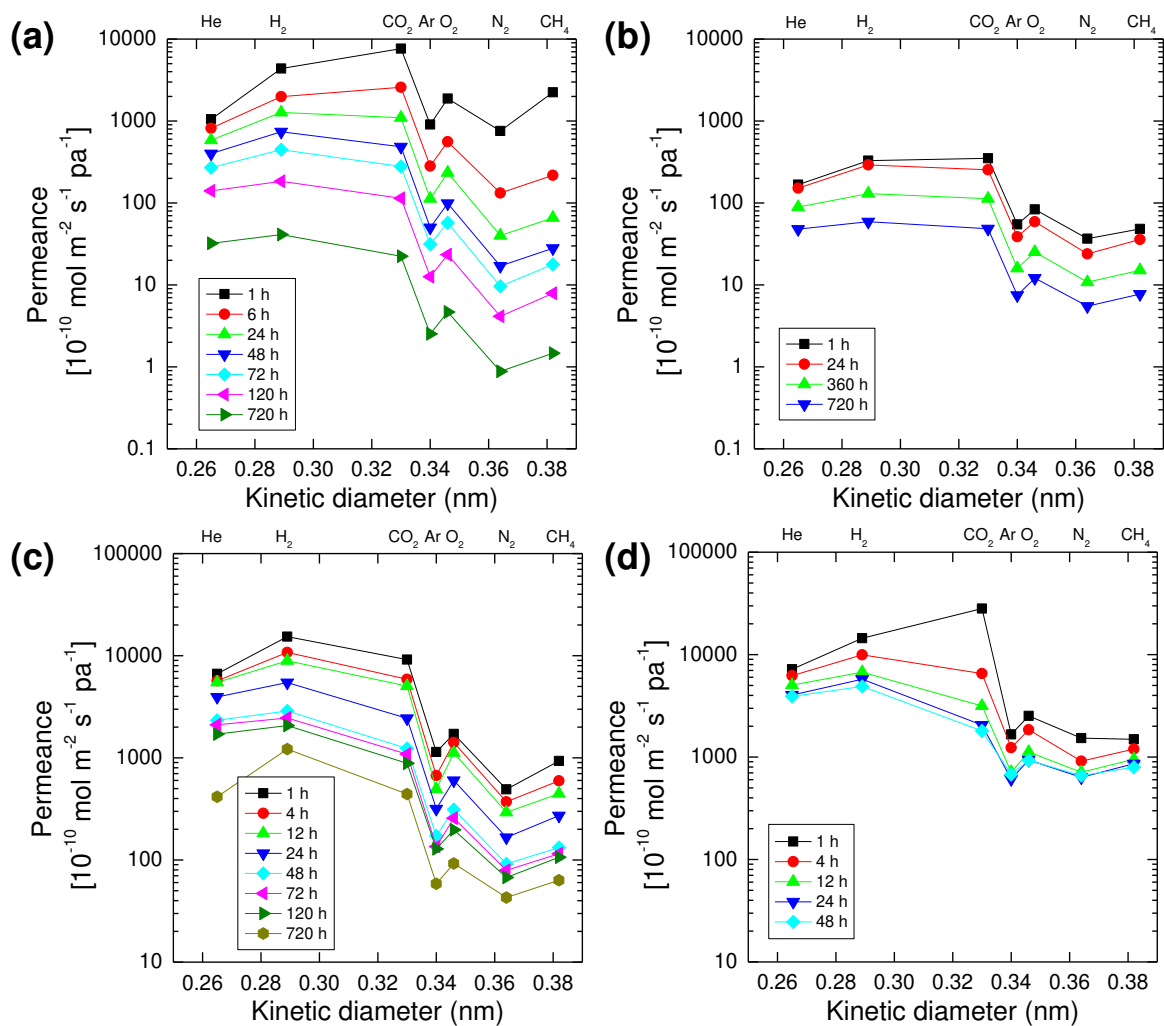 (a)
He H2 CO2 Ar O2 N2 CH4
10000
1000
100
10
1
0.1
Permeance
[10-10 mol m-2 s-1 pa-1]
1 h
6 h
24 h
48 h
72 h
120 h
720 h
0.26 0.28 0.30 0.32 0.34 0.36 0.38
Kinetic diameter (nm)
(b)
He H2 CO2 Ar O2 N2 CH4
10000
1000
100
10
1
0.1
Permeance
[10-10 mol m-2 s-1 pa-1]
1 h
24 h
360 h
720 h
0.26 0.28 0.30 0.32 0.34 0.36 0.38
Kinetic diameter (nm)
(c)
He H2 CO2 Ar O2 N2 CH4
100000
10000
1000
100
10
Permeance
[10-10 mol m-2 s-1 pa-1]
1 h
4 h
12 h
24 h
48 h
72 h
120 h
720 h
0.26 0.28 0.30 0.32 0.34 0.36 0.38
Kinetic diameter (nm)
(d)
He H2 CO2 Ar O2 N2 CH4
100000
10000
1000
100
10
Permeance
[10-10 mol m-2 s-1 pa-1]
1 h
4 h
12 h
24 h
48 h
0.26 0.28 0.30 0.32 0.34 0.36 0.38
Kinetic diameter (nm)